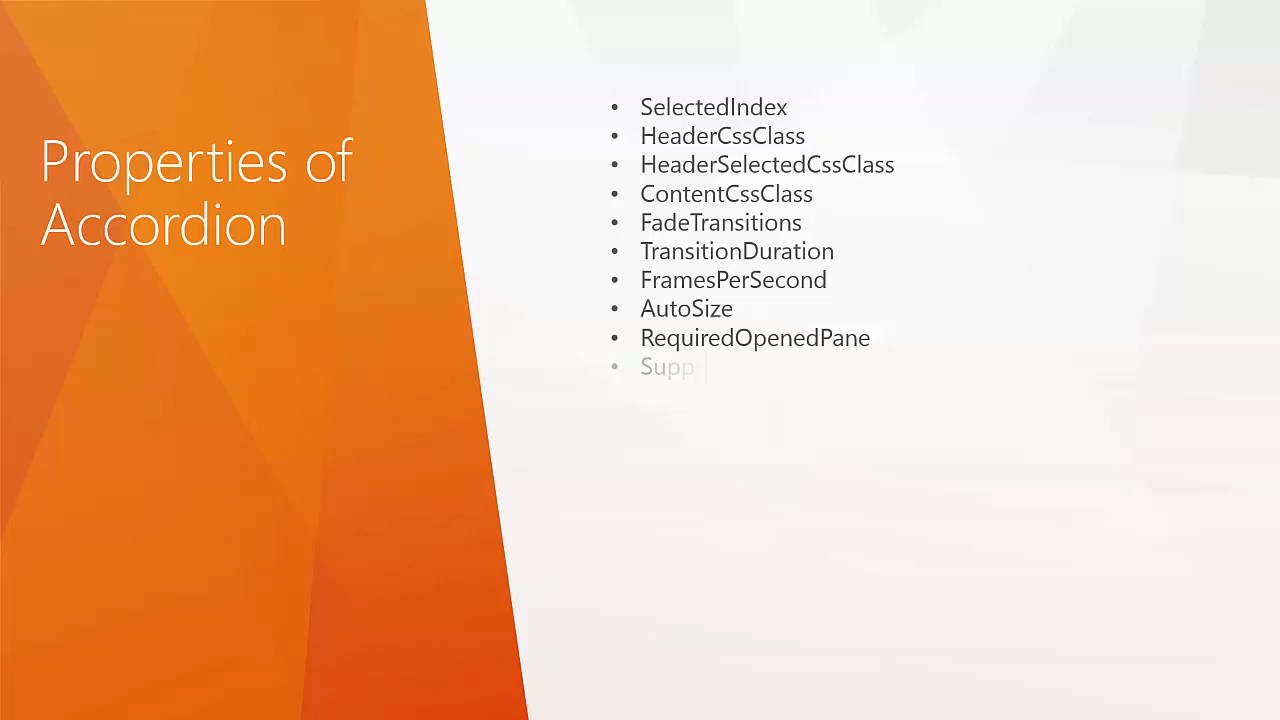 Properties of
Accordion
• SelectedIndex
• HeaderCssClass
• HeaderSelectedCssClass
• ContentCssClass
• FadeTransitions
• TransitionDuration
• FramesPerSecond
• AutoSize
• RequiredOpenedPane
• Supp